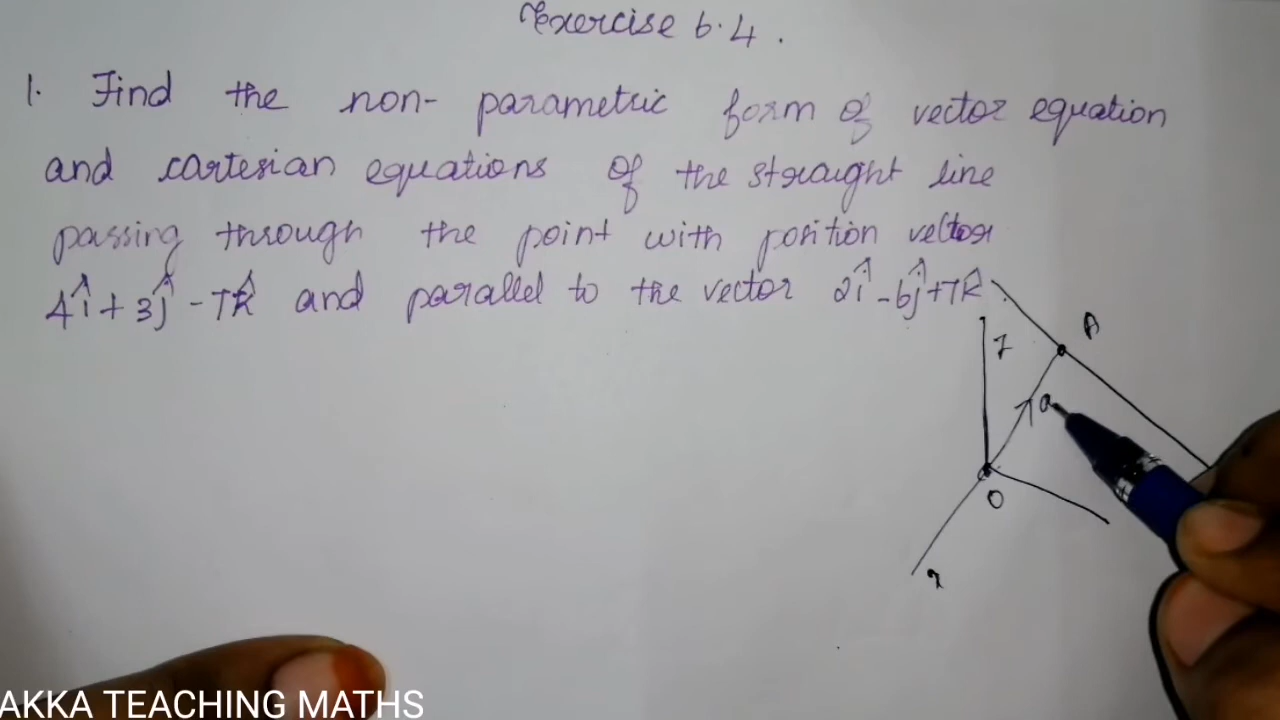 Exercise 6.4.
1. Find the non-parametric form of vector equation
and cartesian equations of the straight line
passing through the point with position vector
4î + 3ĵ - 7k̂ and parallel to the vector 2î - 6ĵ + 7k̂.
z
A
a
O
x
AKKA TEACHING MATHS